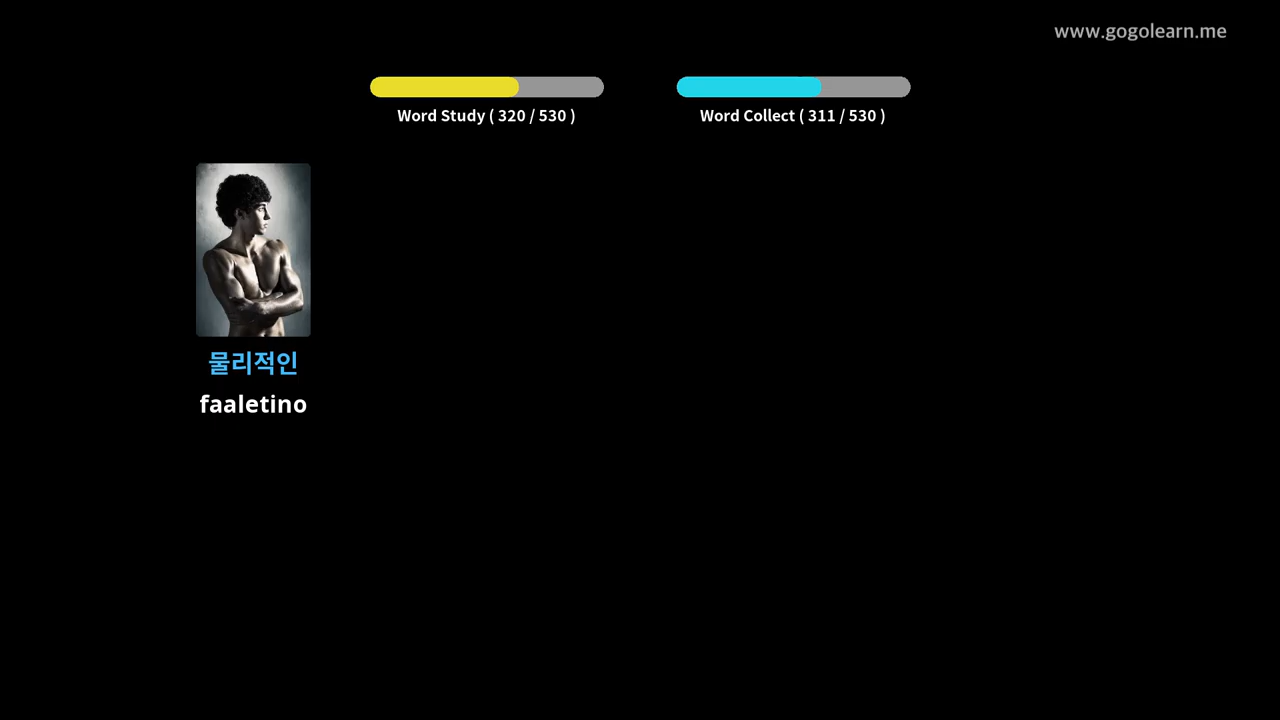 www.gogolearn.me
Word Study ( 320 / 530 )
Word Collect ( 311 / 530 )
물리적인
faaletino